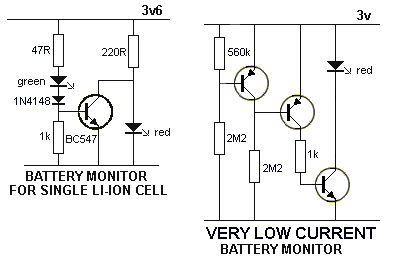 3v6
47R
220R
green
1N4148
1k
BC547
red
BATTERY MONITOR
FOR SINGLE LI-ION CELL
3v
560k
red
2M2
2M2
1k
VERY LOW CURRENT
BATTERY MONITOR